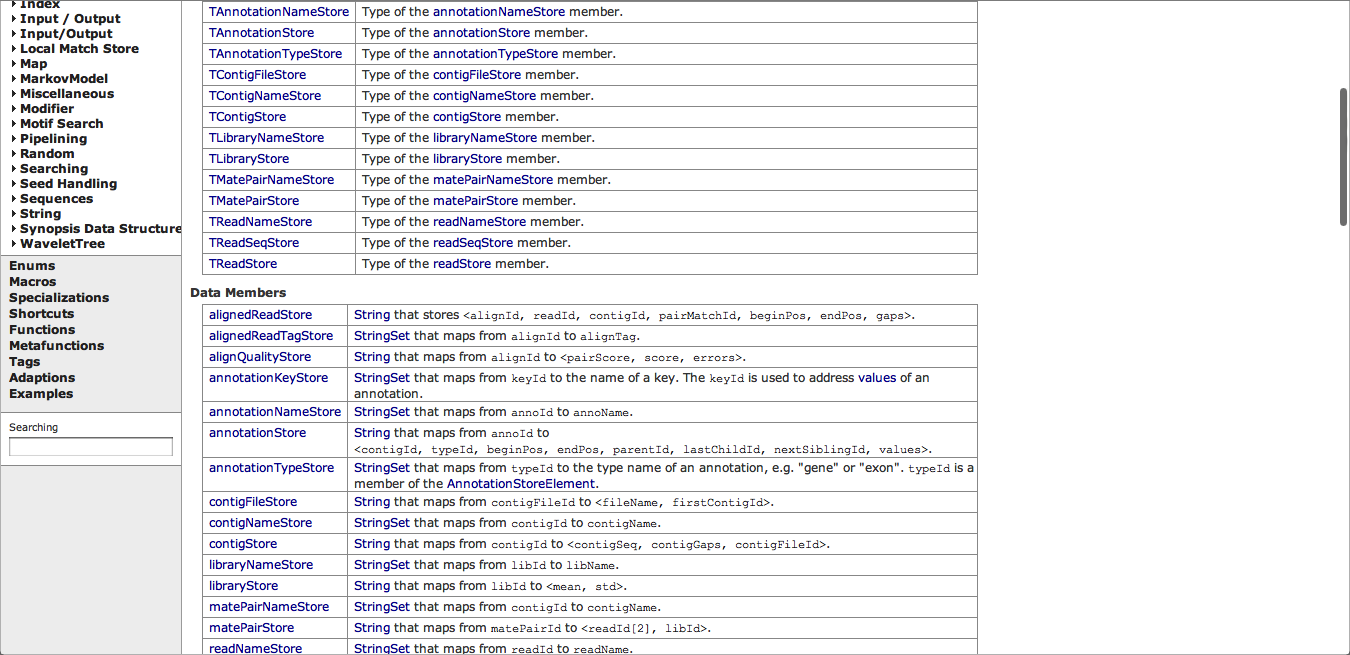 Index
Input / Output
Input/Output
Local Match Store
Map
MarkovModel
Miscellaneous
Modifier
Motif Search
Pipelining
Random
Searching
Seed Handling
Sequences
String
Synopsis Data Structure
WaveletTree
Enums
Macros
Specializations
Shortcuts
Functions
Metafunctions
Tags
Adaptions
Examples
Searching
TAnnotationNameStore Type of the annotationNameStore member.
TAnnotationStore Type of the annotationStore member.
TAnnotationTypeStore Type of the annotationTypeStore member.
TContigFileStore Type of the contigFileStore member.
TContigNameStore Type of the contigNameStore member.
TContigStore Type of the contigStore member.
TLibraryNameStore Type of the libraryNameStore member.
TLibraryStore Type of the libraryStore member.
TMatePairNameStore Type of the matePairNameStore member.
TMatePairStore Type of the matePairStore member.
TReadNameStore Type of the readNameStore member.
TReadSeqStore Type of the readSeqStore member.
TReadStore Type of the readStore member.
Data Members
alignedReadStore String that stores <alignId, readId, contigId, pairMatchId, beginPos, endPos, gaps>.
alignedReadTagStore StringSet that maps from alignId to alignTag.
alignQualityStore String that maps from alignId to <pairScore, score, errors>.
annotationKeyStore StringSet that maps from keyId to the name of a key. The keyId is used to address values of an
annotation.
annotationNameStore StringSet that maps from annoId to annoName.
annotationStore String that maps from annoId to
<contigId, typeId, beginPos, endPos, parentId, lastChildId, nextSiblingId, values>.
annotationTypeStore StringSet that maps from typeId to the type name of an annotation, e.g. "gene" or "exon". typeId is a
member of the AnnotationStoreElement.
contigFileStore String that maps from contigFileId to <fileName, firstContigId>.
contigNameStore StringSet that maps from contigId to contigName.
contigStore String that maps from contigId to <contigSeq, contigGaps, contigFileId>.
libraryNameStore StringSet that maps from libId to libName.
libraryStore String that maps from libId to <mean, std>.
matePairNameStore StringSet that maps from contigId to contigName.
matePairStore String that maps from matePairId to <readId[2], libId>.
readNameStore StringSet that maps from readId to readName.